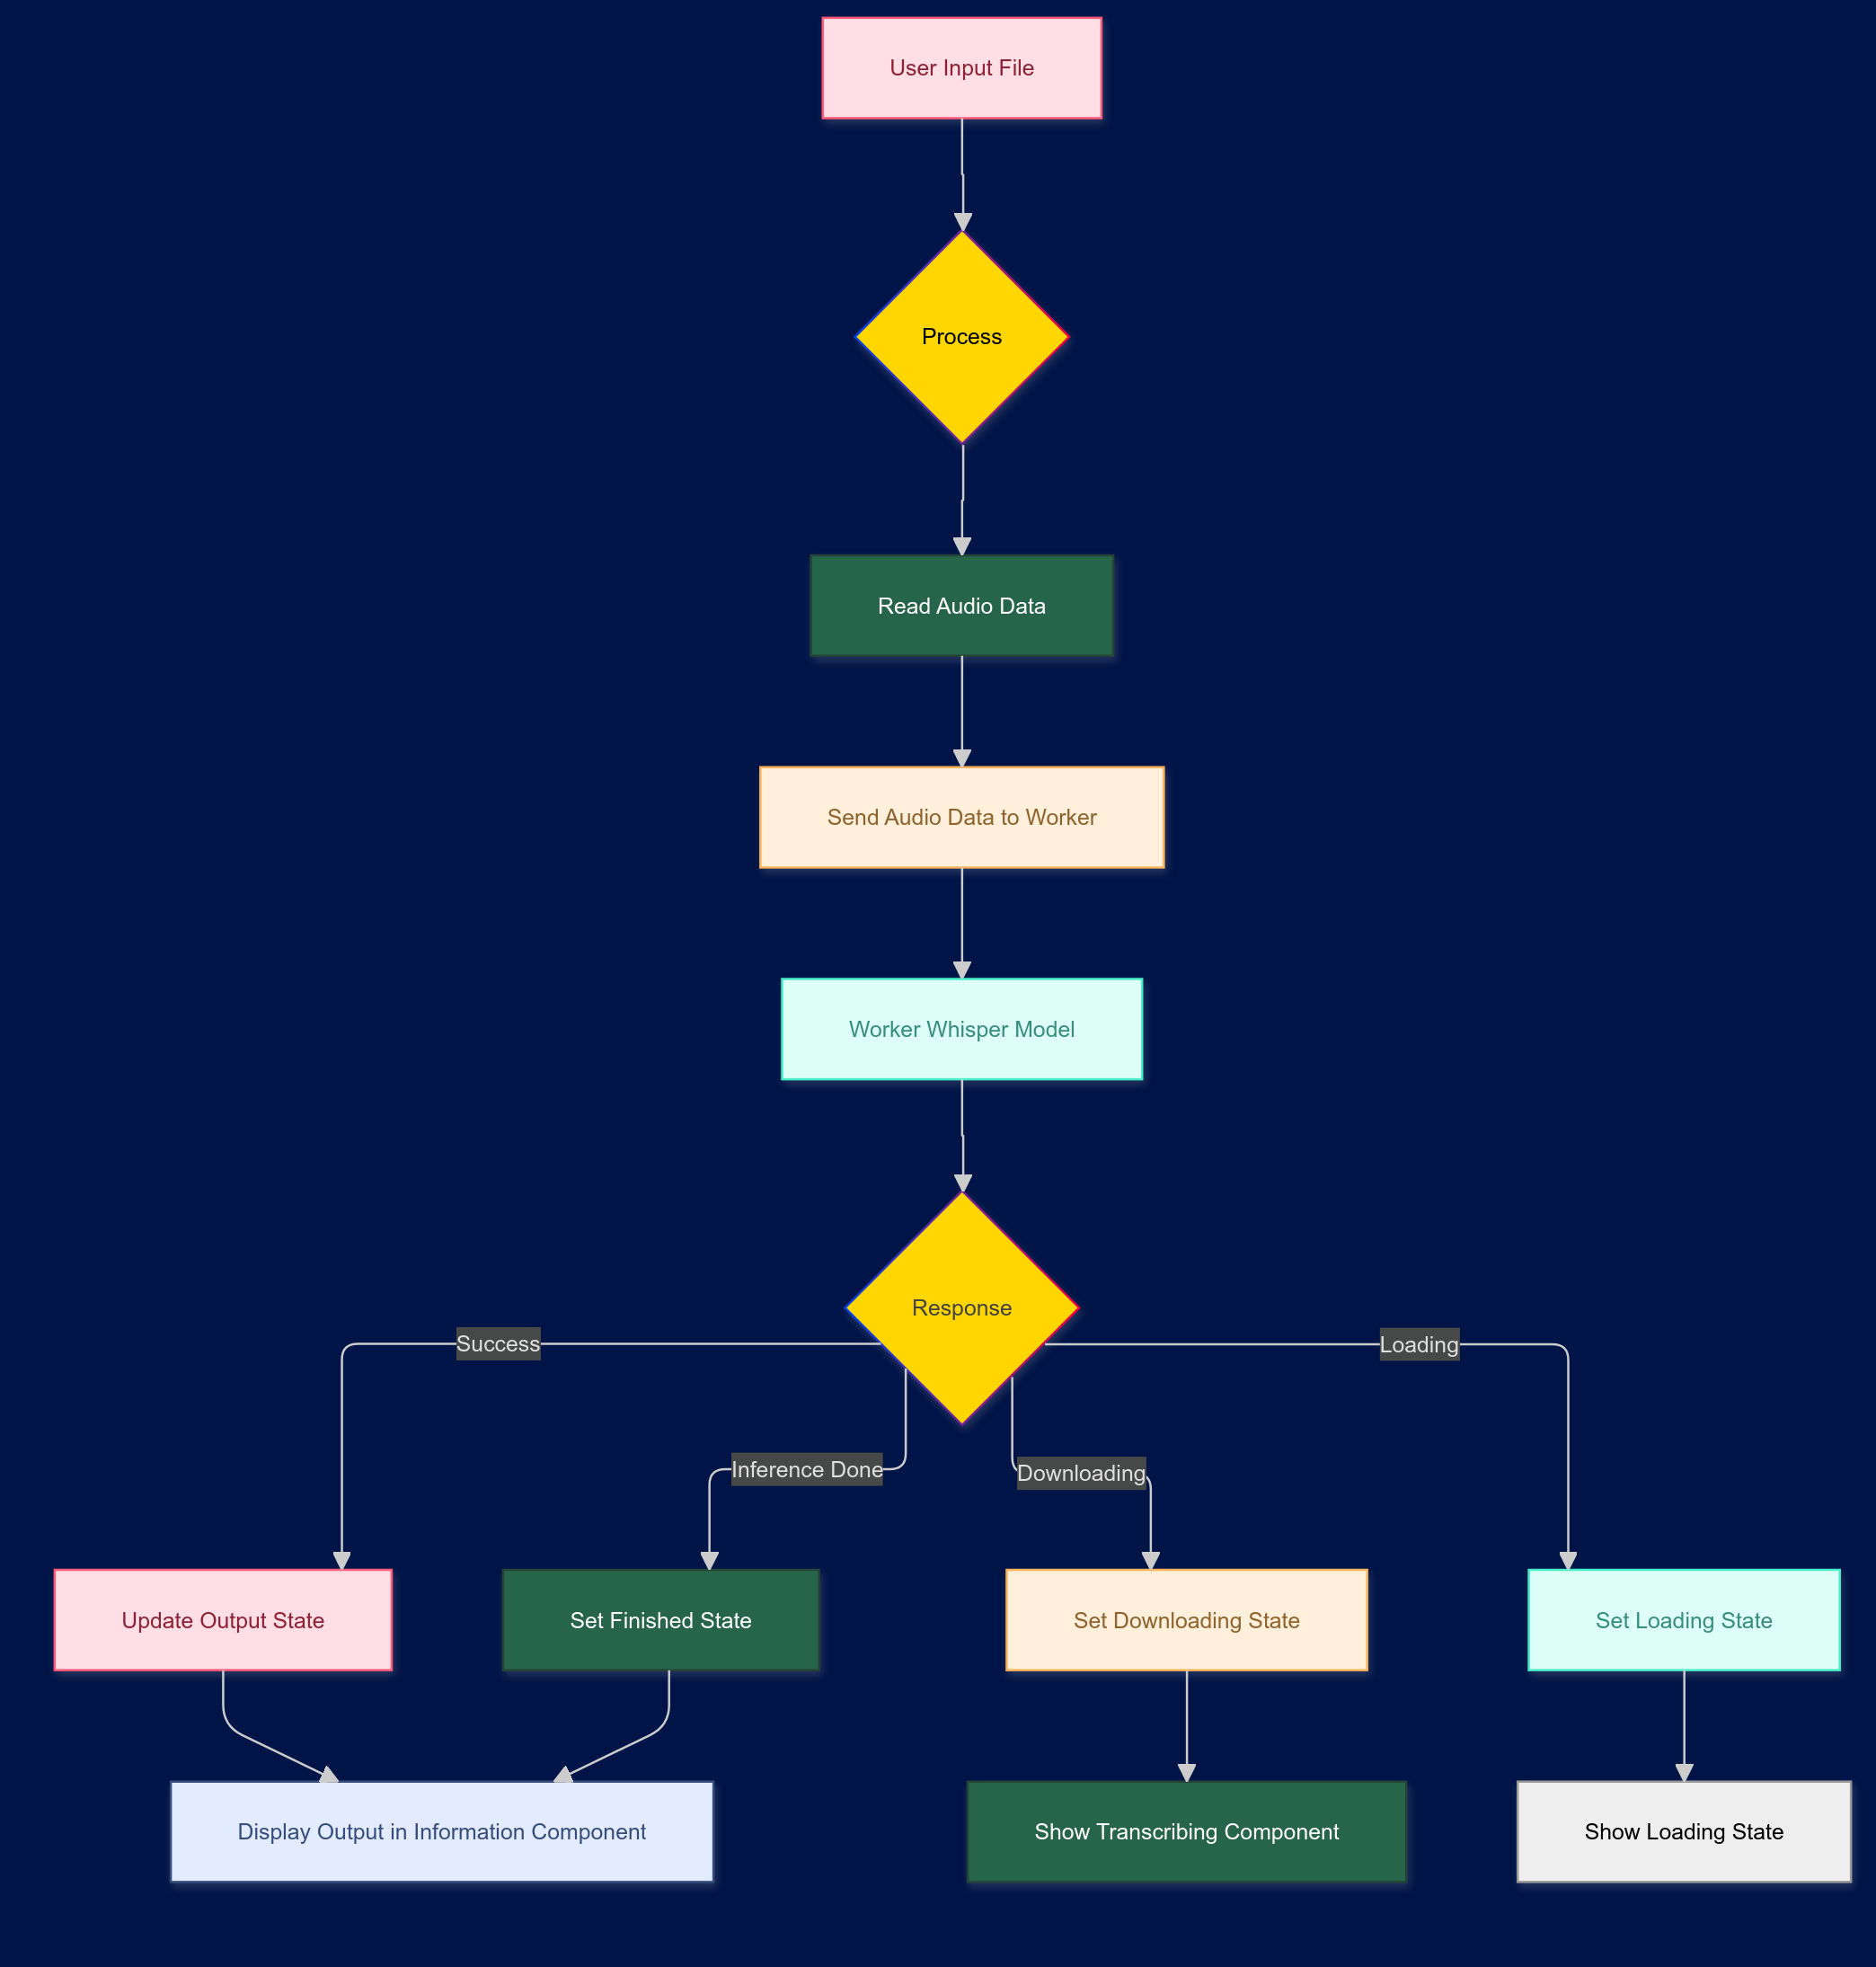 User Input File
Process
Read Audio Data
Send Audio Data to Worker
Worker Whisper Model
Response
Success
Loading
Inference Done
Downloading
Update Output State
Set Finished State
Set Downloading State
Set Loading State
Display Output in Information Component
Show Transcribing Component
Show Loading State